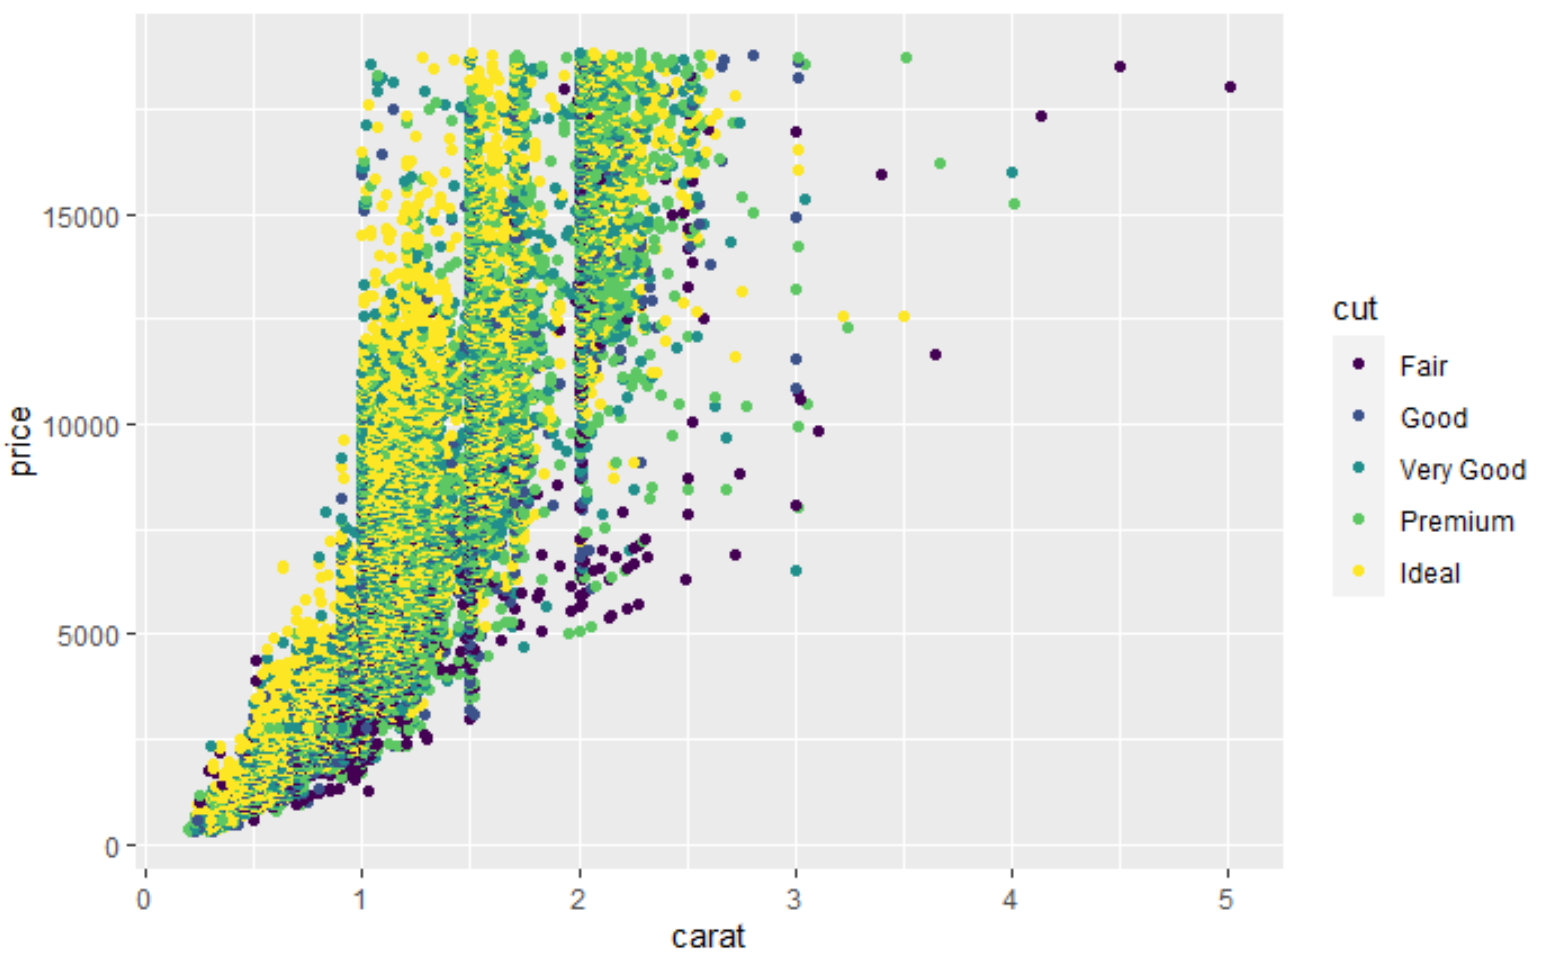 price
15000
10000
5000
0
0 1 2 3 4 5
carat
cut
Fair
Good
Very Good
Premium
Ideal